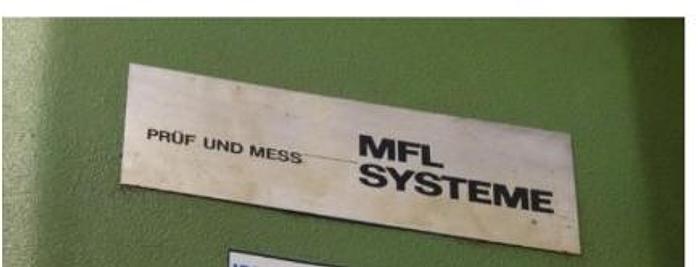 PRÜF UND MESS
MFL
SYSTEME